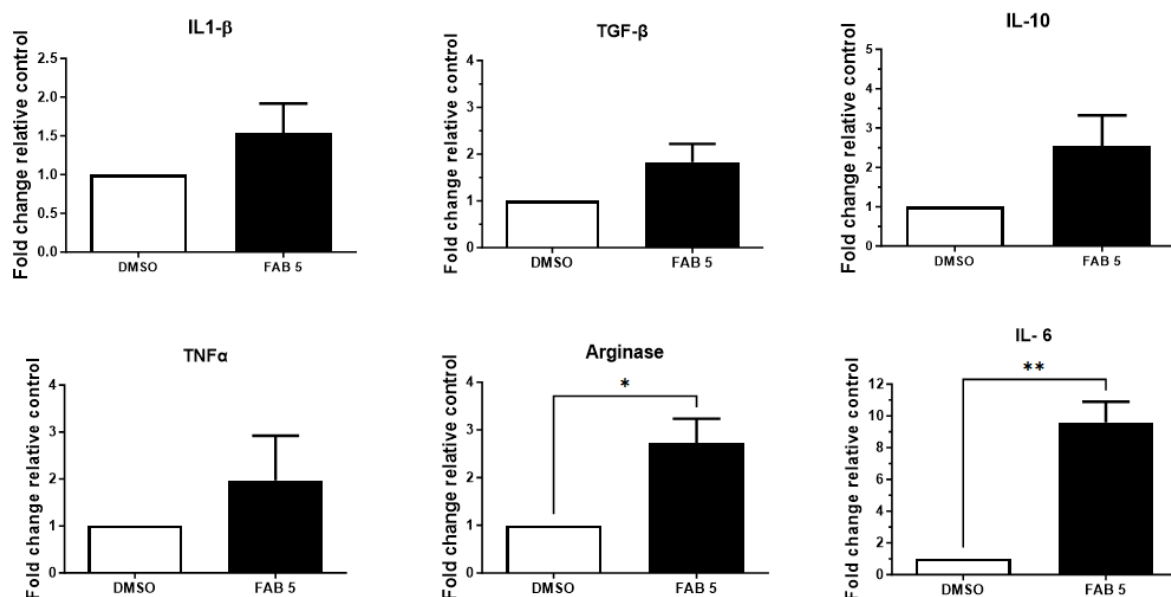 IL1-β
Fold change relative control
2.5
2.0
1.5
1.0
0.5
0.0
DMSO
FAB 5
TGF-β
Fold change relative control
4
3
2
1
0
DMSO
FAB 5
IL-10
Fold change relative control
5
4
3
2
1
0
DMSO
FAB 5
TNFα
Fold change relative control
4
3
2
1
0
DMSO
FAB 5
Arginase
*
Fold change relative control
4
3
2
1
0
DMSO
FAB 5
IL- 6
**
Fold change relative control
12
10
8
6
4
2
0
DMSO
FAB 5